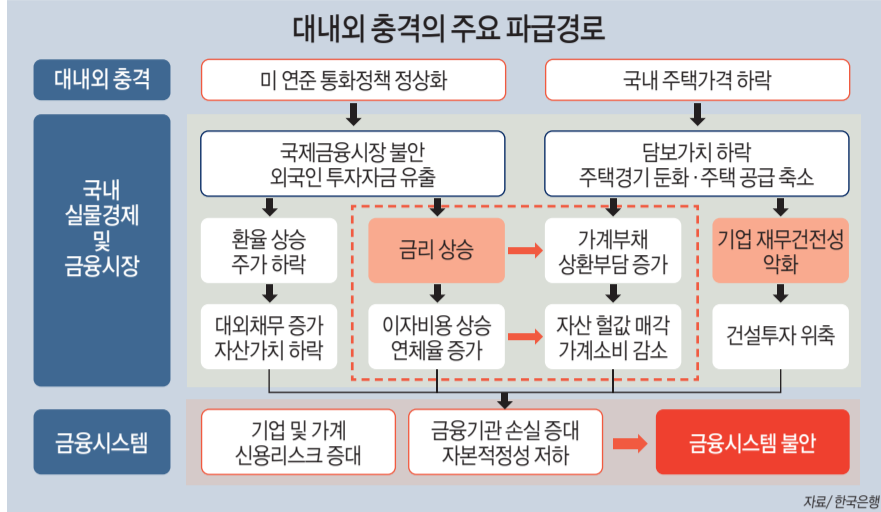 대내외 충격의 주요 파급경로
대내외 충격
미 연준 통화정책 정상화
국내 주택가격 하락
국내
실물경제
및
금융시장
국제금융시장 불안
외국인 투자자금 유출
담보가치 하락
주택경기 둔화·주택 공급 축소
환율 상승
주가 하락
금리 상승
가계부채
상환부담 증가
기업 재무건전성
악화
대외채무 증가
자산가치 하락
이자비용 상승
연체율 증가
자산 헐값 매각
가계소비 감소
건설투자 위축
금융시스템
기업 및 가계
신용리스크 증대
금융기관 손실 증대
자본적정성 저하
금융시스템 불안
자료/ 한국은행